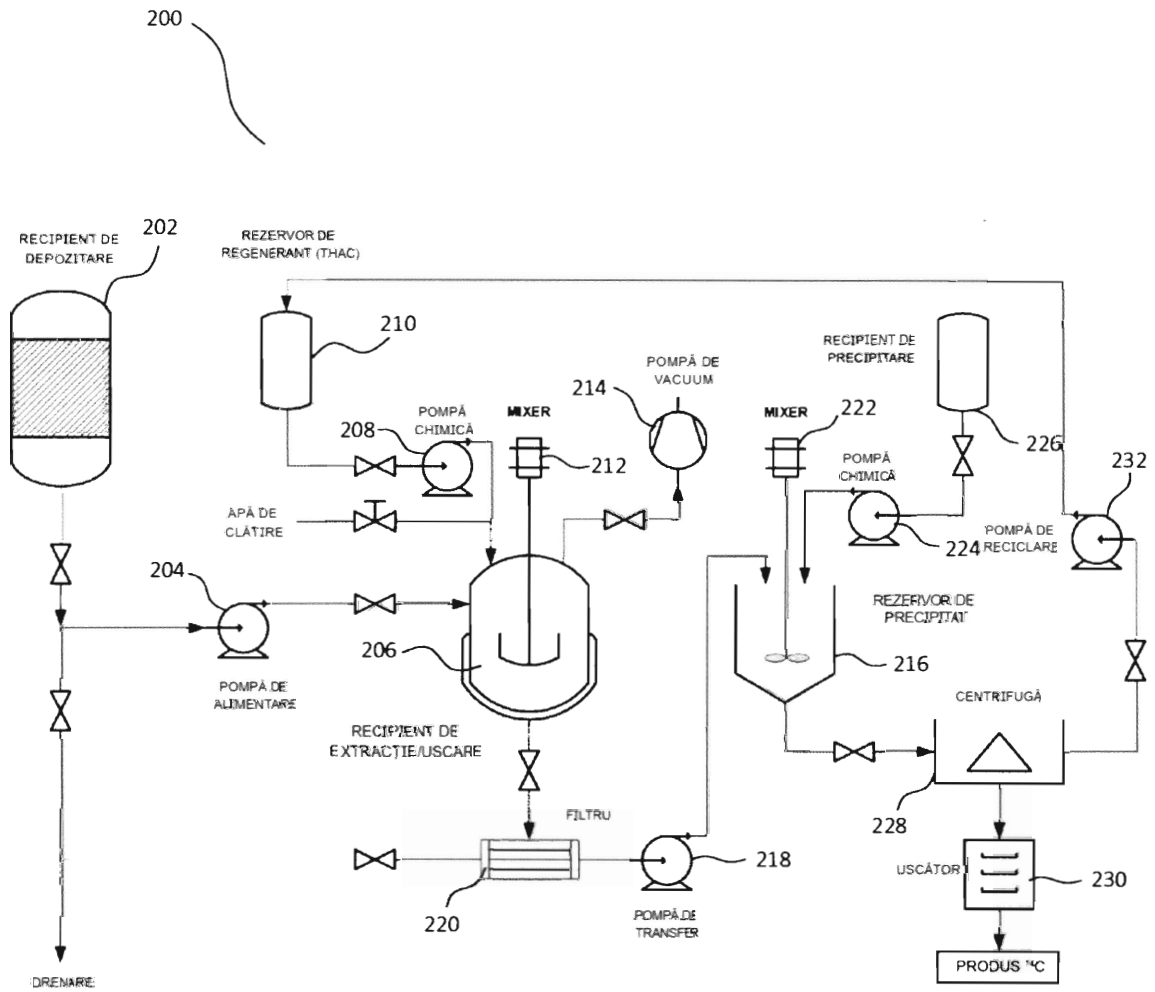 200
202
RECIPIENT DE
DEPOZITARE
REZERVOR DE
REGENERANT (THAC)
210
POMPĂ
CHIMICĂ
208
MIXER
212
214
POMPĂ DE
VACUUM
MIXER
222
RECIPIENT DE
PRECIPITARE
226
POMPĂ
CHIMICĂ
224
232
POMPĂ DE
RECICLARE
APĂ DE
CLĂTIRE
204
POMPĂ DE
ALIMENTARE
206
RECIPIENT DE
EXTRACȚIE/USCARE
REZERVOR DE
PRECIPITAT
216
CENTRIFUGĂ
228
FILTRU
220
218
POMPĂ DE
TRANSFER
USCĂTOR
230
PRODUS ¹⁴C
DRENARE